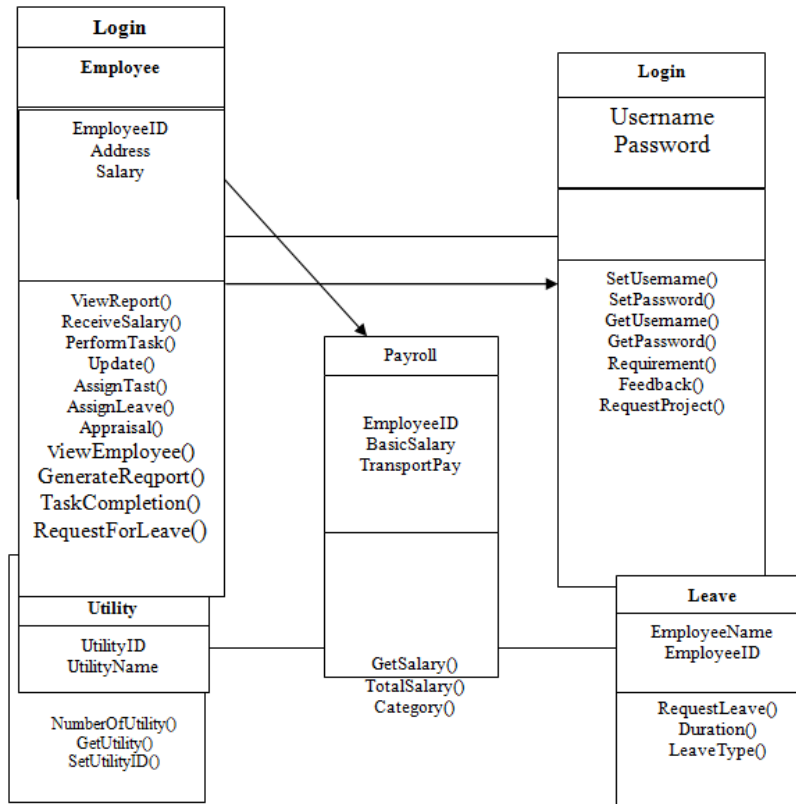 Login
Employee
EmployeeID
Address
Salary
ViewReport()
ReceiveSalary()
PerformTask()
Update()
AssignTast()
AssignLeave()
Appraisal()
ViewEmployee()
GenerateReqport()
TaskCompletion()
RequestForLeave()
Login
Username
Password
SetUsername()
SetPassword()
GetUsername()
GetPassword()
Requirement()
Feedback()
RequestProject()
Payroll
EmployeeID
BasicSalary
TransportPay
GetSalary()
TotalSalary()
Category()
Utility
UtilityID
UtilityName
NumberOfUtility()
GetUtility()
SetUtilityID()
Leave
EmployeeName
EmployeeID
RequestLeave()
Duration()
LeaveType()